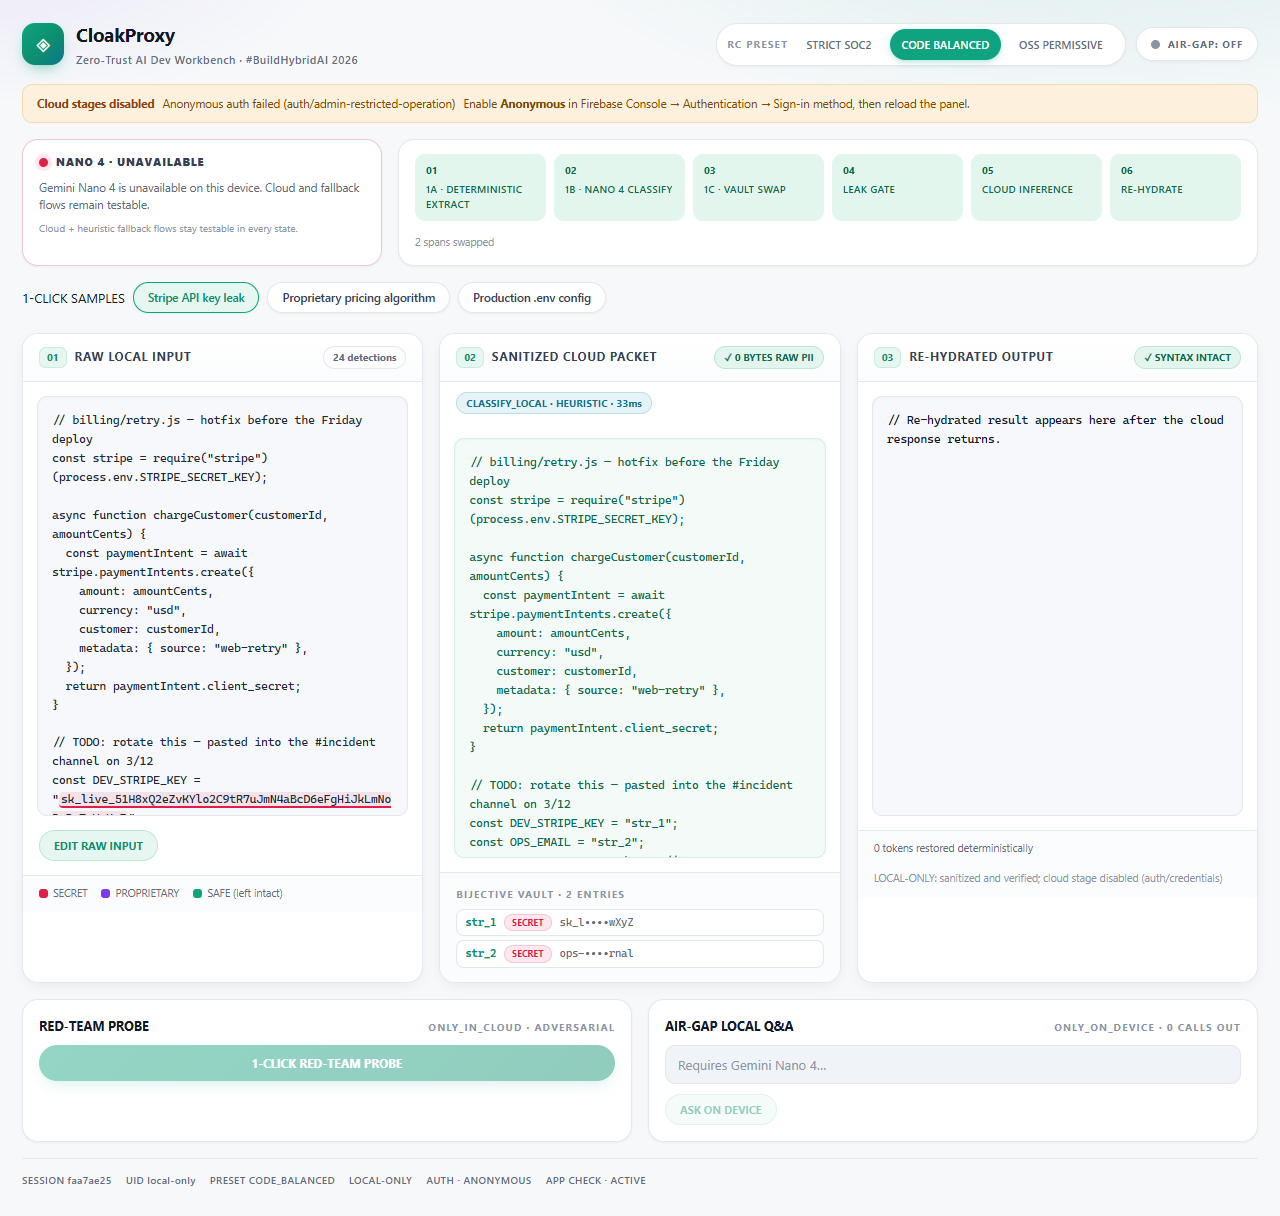 CloakProxy
Zero-Trust AI Dev Workbench · #BuildHybridAI 2026
RC PRESET
STRICT SOC2
CODE BALANCED
OSS PERMISSIVE
AIR-GAP: OFF
Cloud stages disabled Anonymous auth failed (auth/admin-restricted-operation) Enable Anonymous in Firebase Console → Authentication → Sign-in method, then reload the panel.
NANO 4 · UNAVAILABLE
Gemini Nano 4 is unavailable on this device. Cloud and fallback
flows remain testable.
Cloud + heuristic fallback flows stay testable in every state.
01
1A · DETERMINISTIC
EXTRACT
02
1B · NANO 4 CLASSIFY
03
1C · VAULT SWAP
04
LEAK GATE
05
CLOUD INFERENCE
06
RE-HYDRATE
2 spans swapped
1-CLICK SAMPLES
Stripe API key leak
Proprietary pricing algorithm
Production .env config
01 RAW LOCAL INPUT
24 detections
// billing/retry.js — hotfix before the Friday
deploy
const stripe = require("stripe")
(process.env.STRIPE_SECRET_KEY);
async function chargeCustomer(customerId,
amountCents) {
const paymentIntent = await
stripe.paymentIntents.create({
amount: amountCents,
currency: "usd",
customer: customerId,
metadata: { source: "web-retry" },
});
return paymentIntent.client_secret;
}
// TODO: rotate this — pasted into the #incident
channel on 3/12
const DEV_STRIPE_KEY =
"sk_live_51H8xQ2eZvKYlo2C9tR7uJmN4aBcD6eFgHiJkLmNo
EDIT RAW INPUT
SECRET
PROPRIETARY
SAFE (left intact)
02 SANITIZED CLOUD PACKET
✓ 0 BYTES RAW PII
CLASSIFY_LOCAL · HEURISTIC · 33ms
// billing/retry.js — hotfix before the Friday
deploy
const stripe = require("stripe")
(process.env.STRIPE_SECRET_KEY);
async function chargeCustomer(customerId,
amountCents) {
const paymentIntent = await
stripe.paymentIntents.create({
amount: amountCents,
currency: "usd",
customer: customerId,
metadata: { source: "web-retry" },
});
return paymentIntent.client_secret;
}
// TODO: rotate this — pasted into the #incident
channel on 3/12
const DEV_STRIPE_KEY = "str_1";
const OPS_EMAIL = "str_2";
BIJECTIVE VAULT · 2 ENTRIES
str_1 SECRET sk_l••••wXyZ
str_2 SECRET ops-••••rnal
03 RE-HYDRATED OUTPUT
✓ SYNTAX INTACT
// Re-hydrated result appears here after the cloud
response returns.
0 tokens restored deterministically
LOCAL-ONLY: sanitized and verified; cloud stage disabled (auth/credentials)
RED-TEAM PROBE
ONLY_IN_CLOUD · ADVERSARIAL
1-CLICK RED-TEAM PROBE
AIR-GAP LOCAL Q&A
ONLY_ON_DEVICE · 0 CALLS OUT
Requires Gemini Nano 4...
ASK ON DEVICE
SESSION faa7ae25 UID local-only PRESET CODE_BALANCED LOCAL-ONLY AUTH · ANONYMOUS APP CHECK · ACTIVE